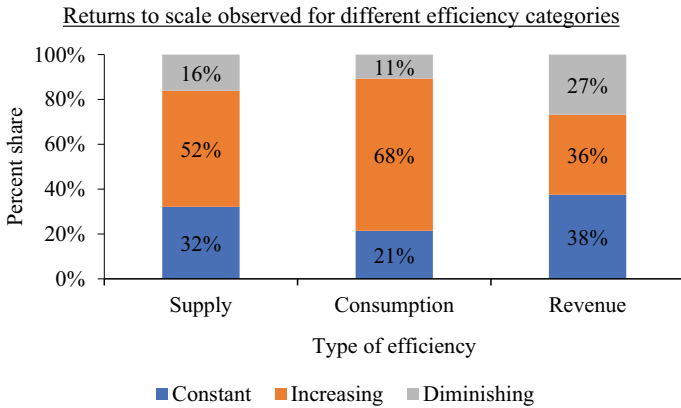 Returns to scale observed for different efficiency categories
100%
80%
60%
40%
20%
0%
Percent share
16%
52%
32%
11%
68%
21%
27%
36%
38%
Supply
Consumption
Revenue
Type of efficiency
Constant
Increasing
Diminishing